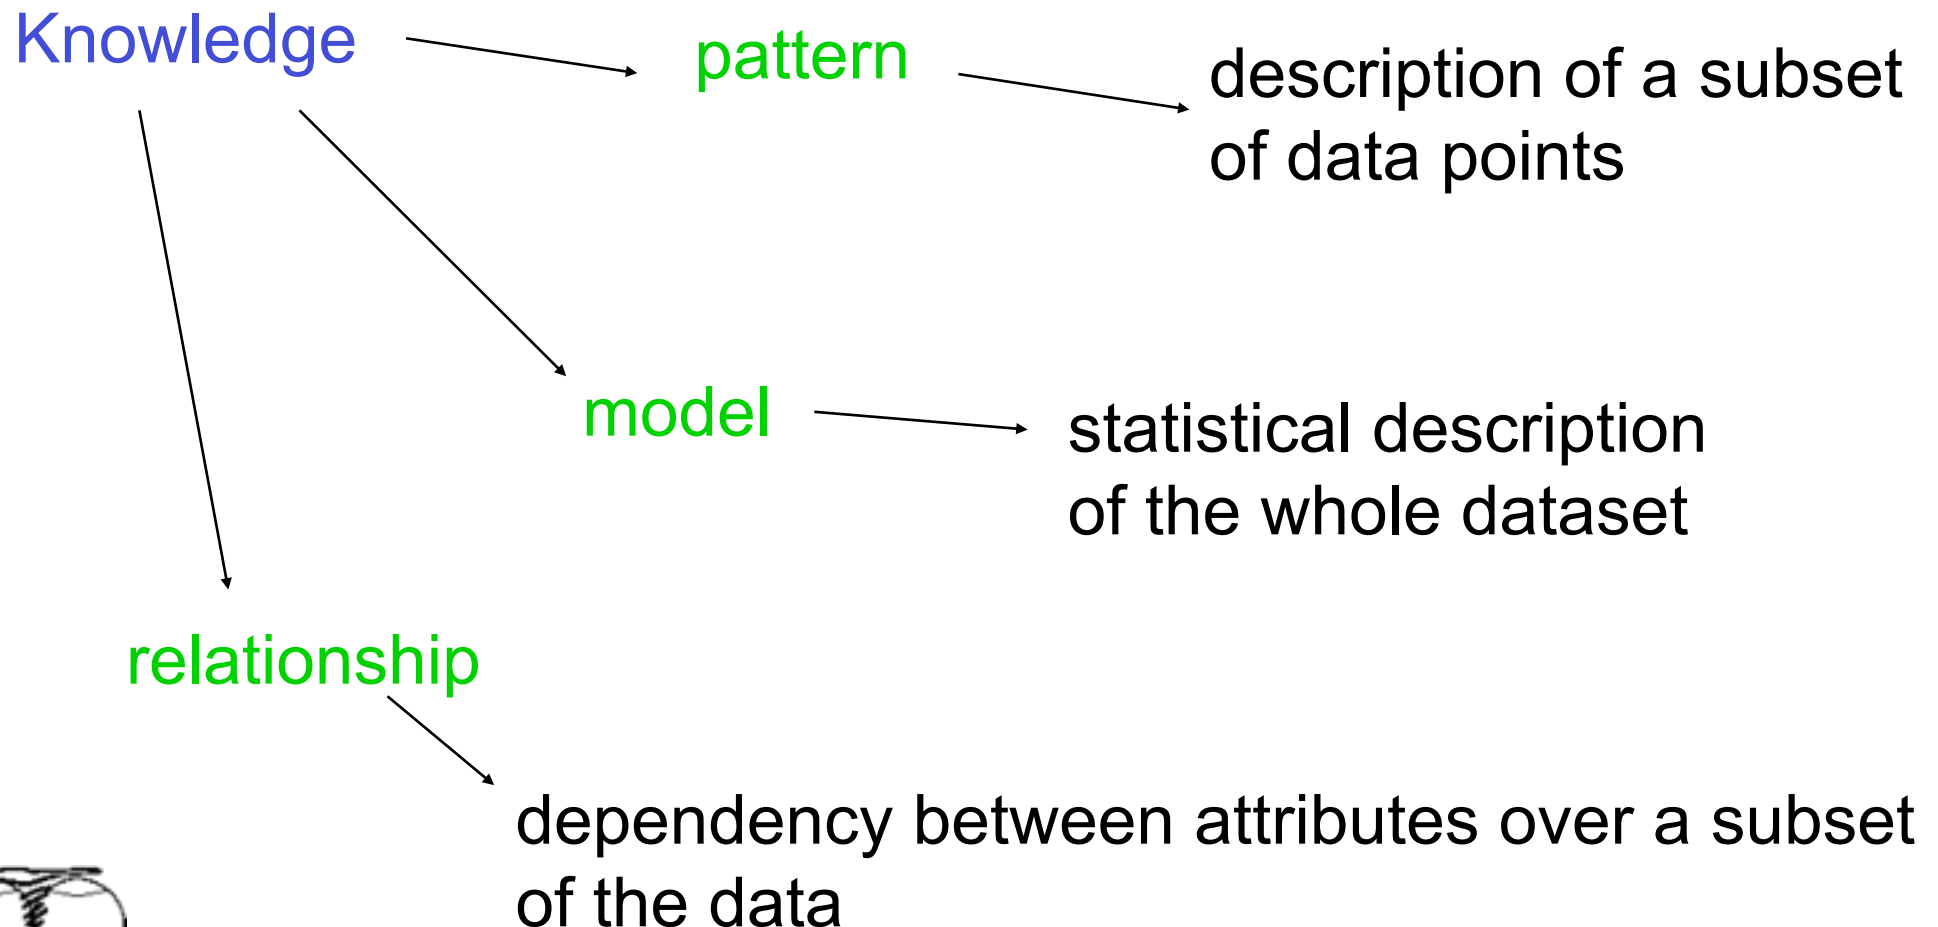 Knowledge
pattern
description of a subset
of data points
model
statistical description
of the whole dataset
relationship
dependency between attributes over a subset
of the data